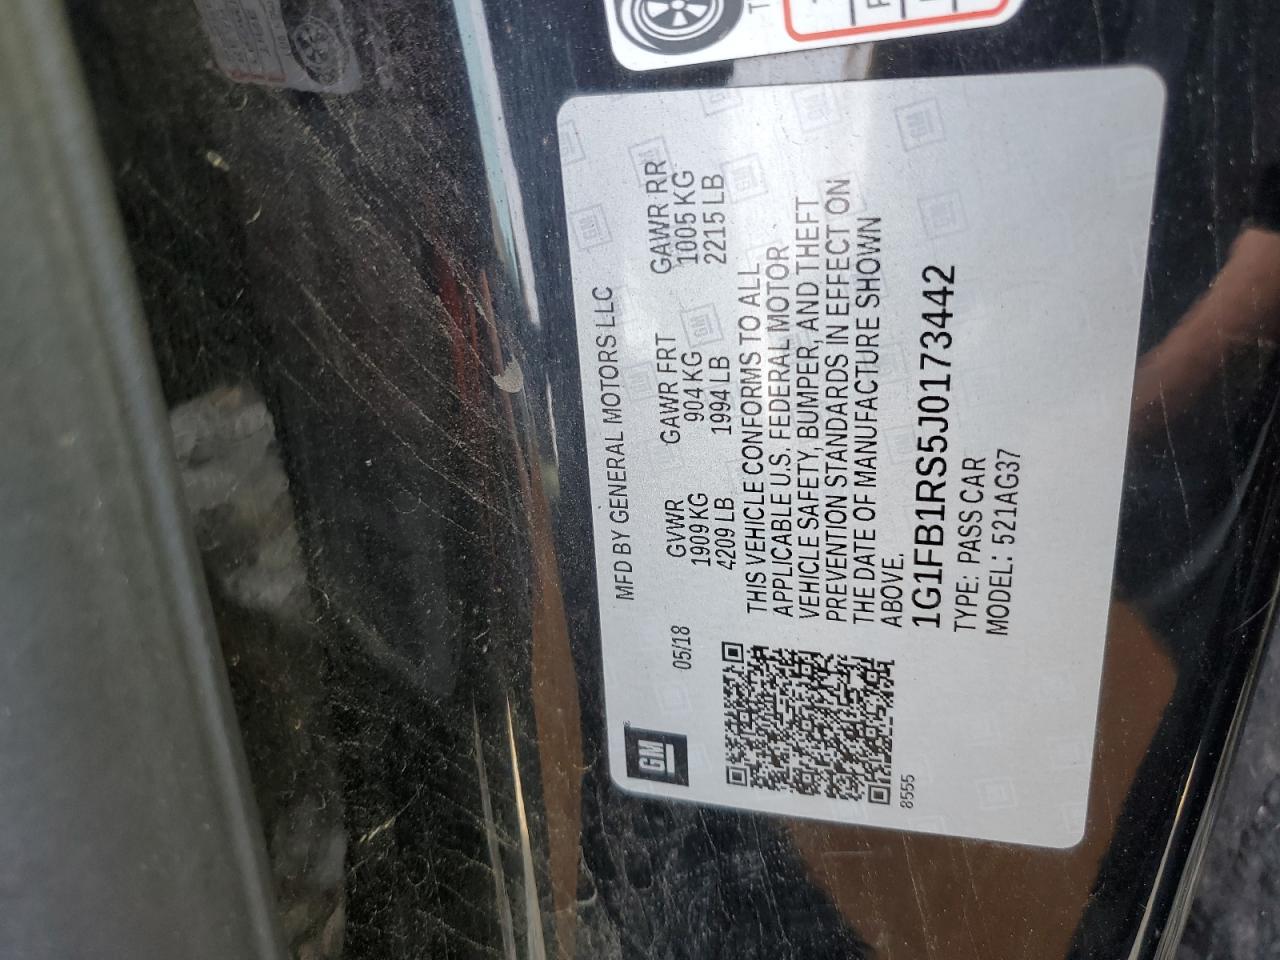 MFD BY GENERAL MOTORS LLC
GM
05/18
GVWR GAWR FRT GAWR RR
1909 KG 904 KG 1005 KG
4209 LB 1994 LB 2215 LB
THIS VEHICLE CONFORMS TO ALL
APPLICABLE U.S. FEDERAL MOTOR
VEHICLE SAFETY, BUMPER, AND THEFT
PREVENTION STANDARDS IN EFFECT ON
THE DATE OF MANUFACTURE SHOWN
ABOVE.
1G1FB1RS5J0173442
TYPE: PASS CAR
MODEL: 521AG37
8555